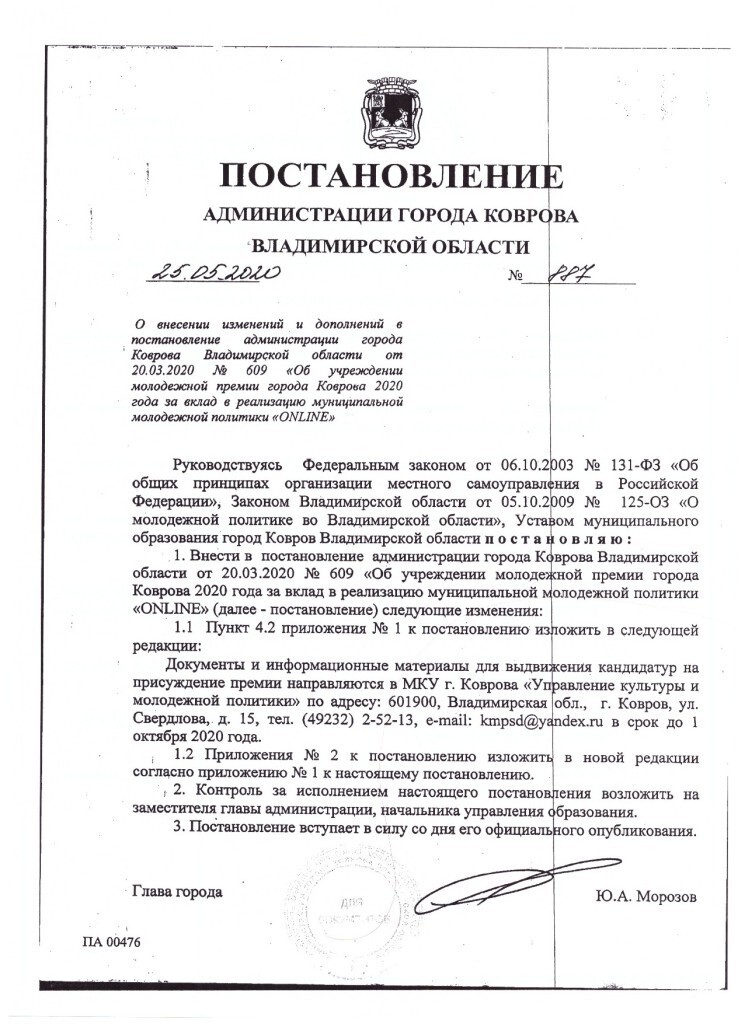 ПОСТАНОВЛЕНИЕ
АДМИНИСТРАЦИИ ГОРОДА КОВРОВА
ВЛАДИМИРСКОЙ ОБЛАСТИ
25.05.2020 № 887
О внесении изменений и дополнений в
постановление администрации города
Коврова Владимирской области от
20.03.2020 № 609 «Об учреждении
молодежной премии города Коврова 2020
года за вклад в реализацию муниципальной
молодежной политики «ONLINE»
Руководствуясь Федеральным законом от 06.10.2003 № 131-ФЗ «Об
общих принципах организации местного самоуправления в Российской
Федерации», Законом Владимирской области от 05.10.2009 № 125-ОЗ «О
молодежной политике во Владимирской области», Уставом муниципального
образования город Ковров Владимирской области п о с т а н о в л я ю :
1. Внести в постановление администрации города Коврова Владимирской
области от 20.03.2020 № 609 «Об учреждении молодежной премии города
Коврова 2020 года за вклад в реализацию муниципальной молодежной политики
«ONLINE» (далее - постановление) следующие изменения:
1.1 Пункт 4.2 приложения № 1 к постановлению изложить в следующей
редакции:
Документы и информационные материалы для выдвижения кандидатур на
присуждение премии направляются в МКУ г. Коврова «Управление культуры и
молодежной политики» по адресу: 601900, Владимирская обл., г. Ковров, ул.
Свердлова, д. 15, тел. (49232) 2-52-13, e-mail: kmpsd@yandex.ru в срок до 1
октября 2020 года.
1.2 Приложения № 2 к постановлению изложить в новой редакции
согласно приложению № 1 к настоящему постановлению.
2. Контроль за исполнением настоящего постановления возложить на
заместителя главы администрации, начальника управления образования.
3. Постановление вступает в силу со дня его официального опубликования.
Глава города Ю.А. Морозов
ДЛЯ
ДОКУМЕНТОВ
ПА 00476